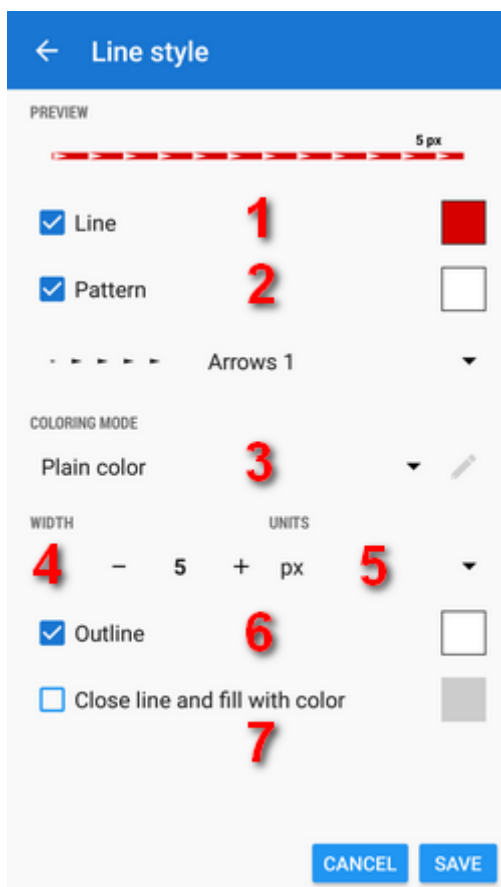 Line style
PREVIEW
5 px
Line 1
Pattern 2
Arrows 1
COLORING MODE
Plain color 3
WIDTH UNITS
4 − 5 + px 5
Outline 6
Close line and fill with color
7
CANCEL SAVE